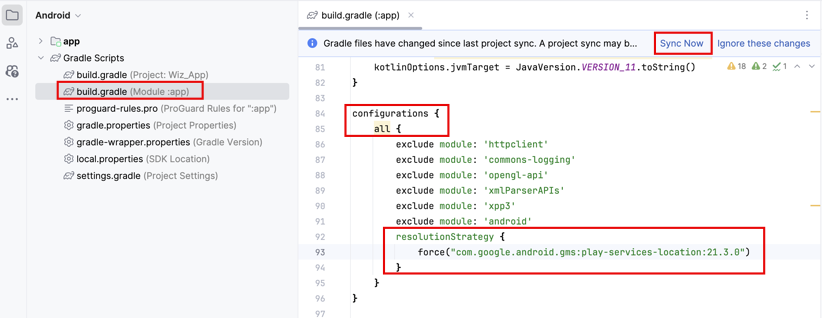 Android
app
Gradle Scripts
build.gradle (Project: Wiz_App)
build.gradle (Module :app)
proguard-rules.pro (ProGuard Rules for ":app")
gradle.properties (Project Properties)
gradle-wrapper.properties (Gradle Version)
local.properties (SDK Location)
settings.gradle (Project Settings)
build.gradle (:app)
Gradle files have changed since last project sync. A project sync may b... Sync Now Ignore these changes
18 2 1
81 kotlinOptions.jvmTarget = JavaVersion.VERSION_11.toString()
82 }
83
84 configurations {
85 all {
86 exclude module: 'httpclient'
87 exclude module: 'commons-logging'
88 exclude module: 'opengl-api'
89 exclude module: 'xmlParserAPIs'
90 exclude module: 'xpp3'
91 exclude module: 'android'
92 resolutionStrategy {
93 force("com.google.android.gms:play-services-location:21.3.0")
94 }
95 }
96 }
97